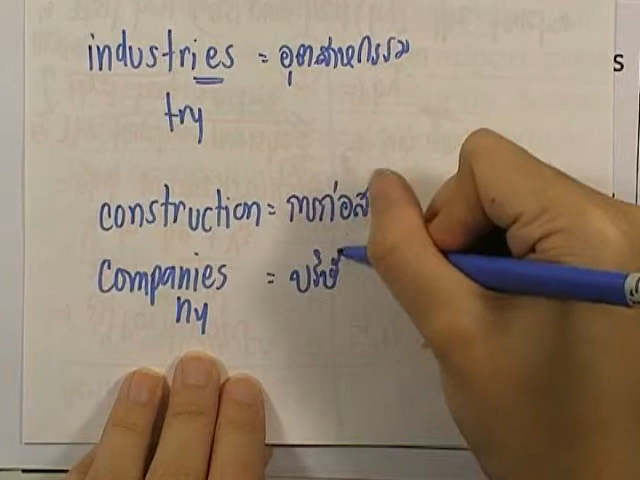 industries = อุตสาหกรรม
try
construction = การก่อส
companies = บริษั
ny
s